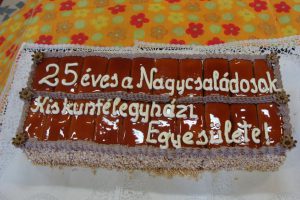 25 éves a Nagycsaládosok
Kiskunfélegyházi
Egyesülete!